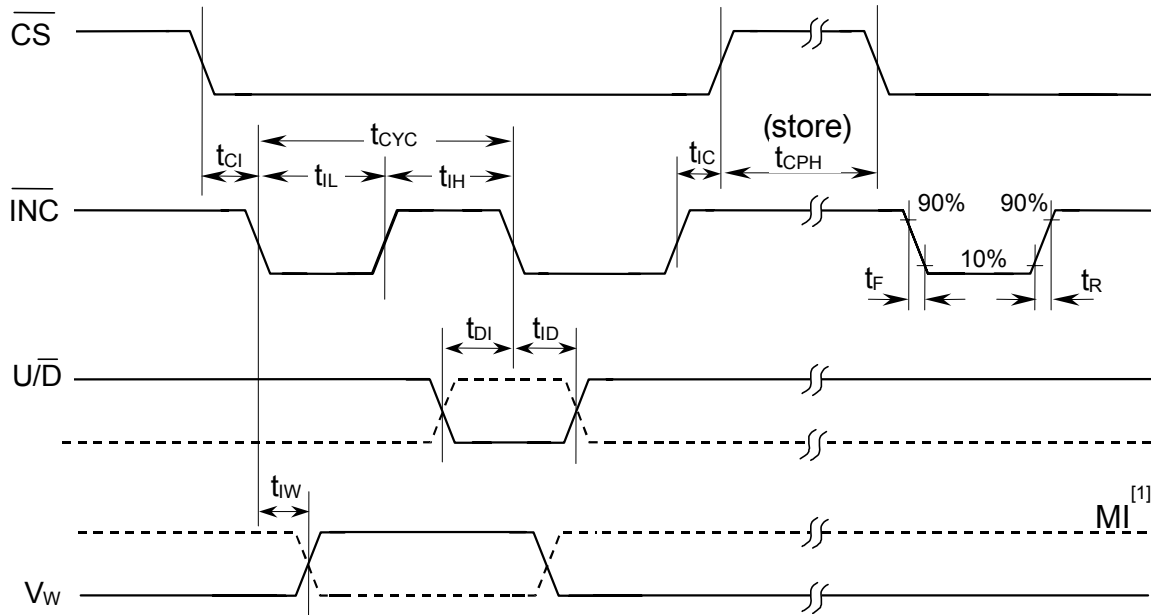 CS
(store)
tCYC
tCI
tIL
tIH
tIC
tCPH
INC
90%
90%
10%
tF
tR
tDI
tID
U/D
tIW
MI[1]
VW